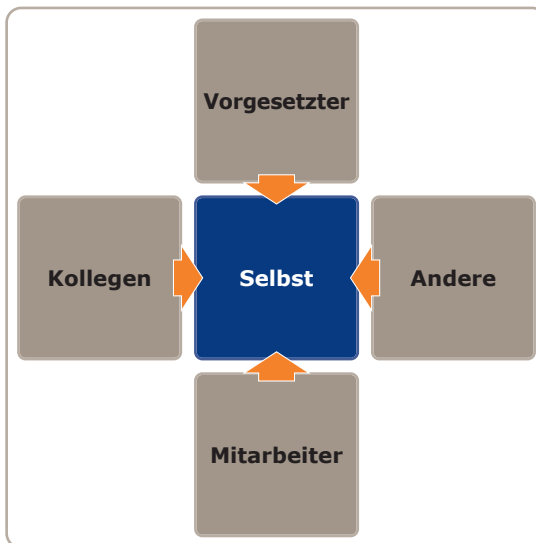 Vorgesetzter
Kollegen
Selbst
Andere
Mitarbeiter